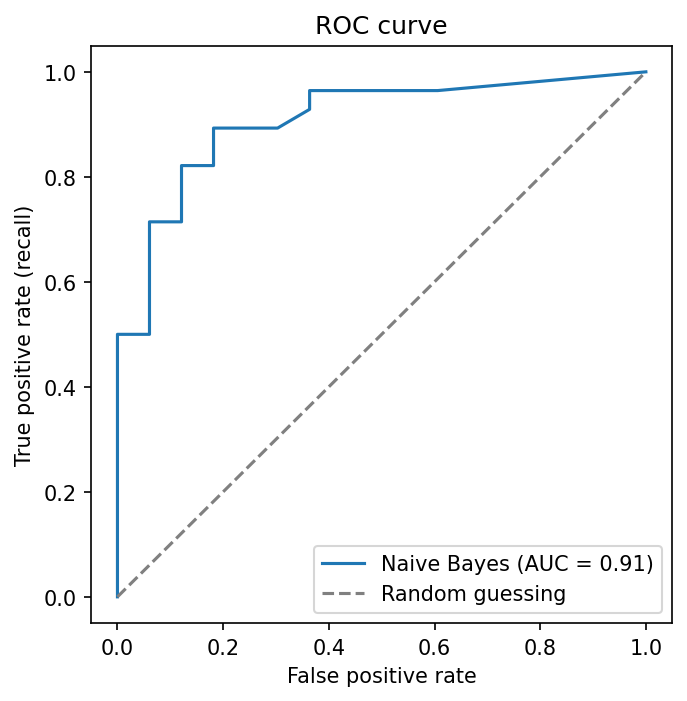 ROC curve
1.0
0.8
0.6
0.4
0.2
0.0
True positive rate (recall)
Naive Bayes (AUC = 0.91)
Random guessing
0.0 0.2 0.4 0.6 0.8 1.0
False positive rate